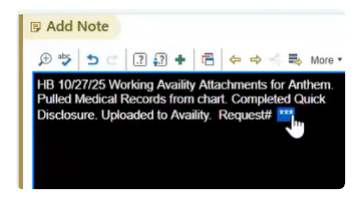 Add Note
abc More
HB 10/27/25 Working Availity Attachments for Anthem.
Pulled Medical Records from chart. Completed Quick
Disclosure. Uploaded to Availity. Request# ***